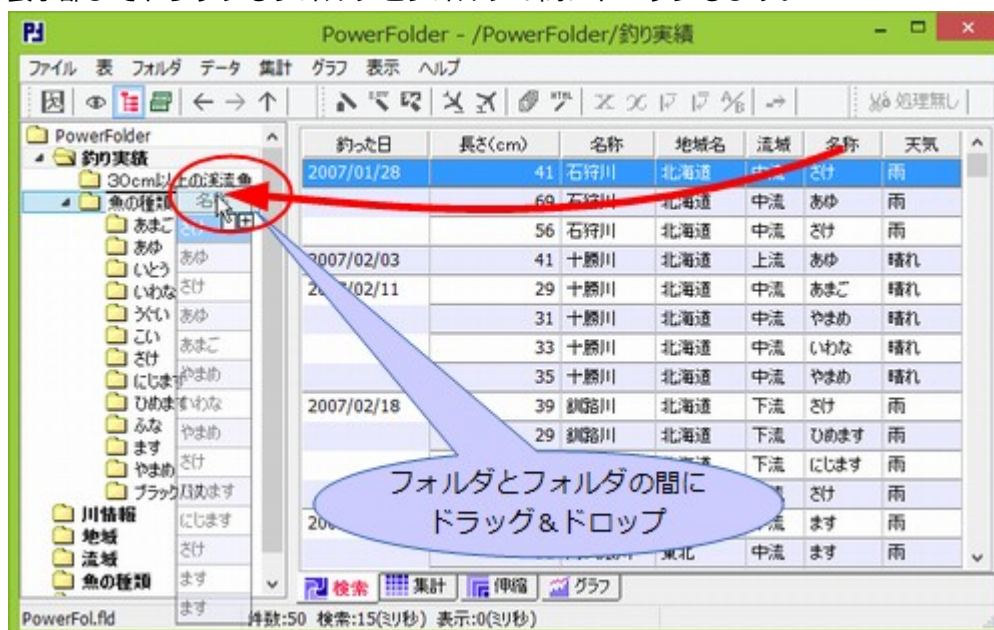 PowerFolder - /PowerFolder/釣り実績
ファイル 表 フォルダ データ 集計 グラフ 表示 ヘルプ
処理無し
PowerFolder
釣り実績
30cm以上の渓流魚
魚の種類
あまご
あゆ
いとう
いわな
うぐい
こい
さけ
にじます
ひめます
ふな
ます
やまめ
ブラック
川情報
地域
流域
魚の種類
名称
さけ
あゆ
さけ
あゆ
あまご
やまめ
いわな
やまめ
さけ
ひめます
にじます
さけ
ます
ます
釣った日 長さ(cm) 名称 地域名 流域 名称 天気
2007/01/28 41 石狩川 北海道 中流 さけ 雨
69 石狩川 北海道 中流 あゆ 雨
56 石狩川 北海道 中流 さけ 雨
2007/02/03 41 十勝川 北海道 上流 あゆ 晴れ
2007/02/11 29 十勝川 北海道 中流 あまご 晴れ
31 十勝川 北海道 中流 やまめ 晴れ
33 十勝川 北海道 中流 いわな 晴れ
35 十勝川 北海道 中流 やまめ 晴れ
2007/02/18 39 釧路川 北海道 下流 さけ 雨
29 釧路川 北海道 下流 ひめます 雨
下流 にじます 雨
さけ 雨
ます 雨
東北 中流 ます 雨
フォルダとフォルダの間に
ドラッグ&ドロップ
検索 集計 伸縮 グラフ
PowerFol.fld 件数:50 検索:15(ミリ秒) 表示:0(ミリ秒)